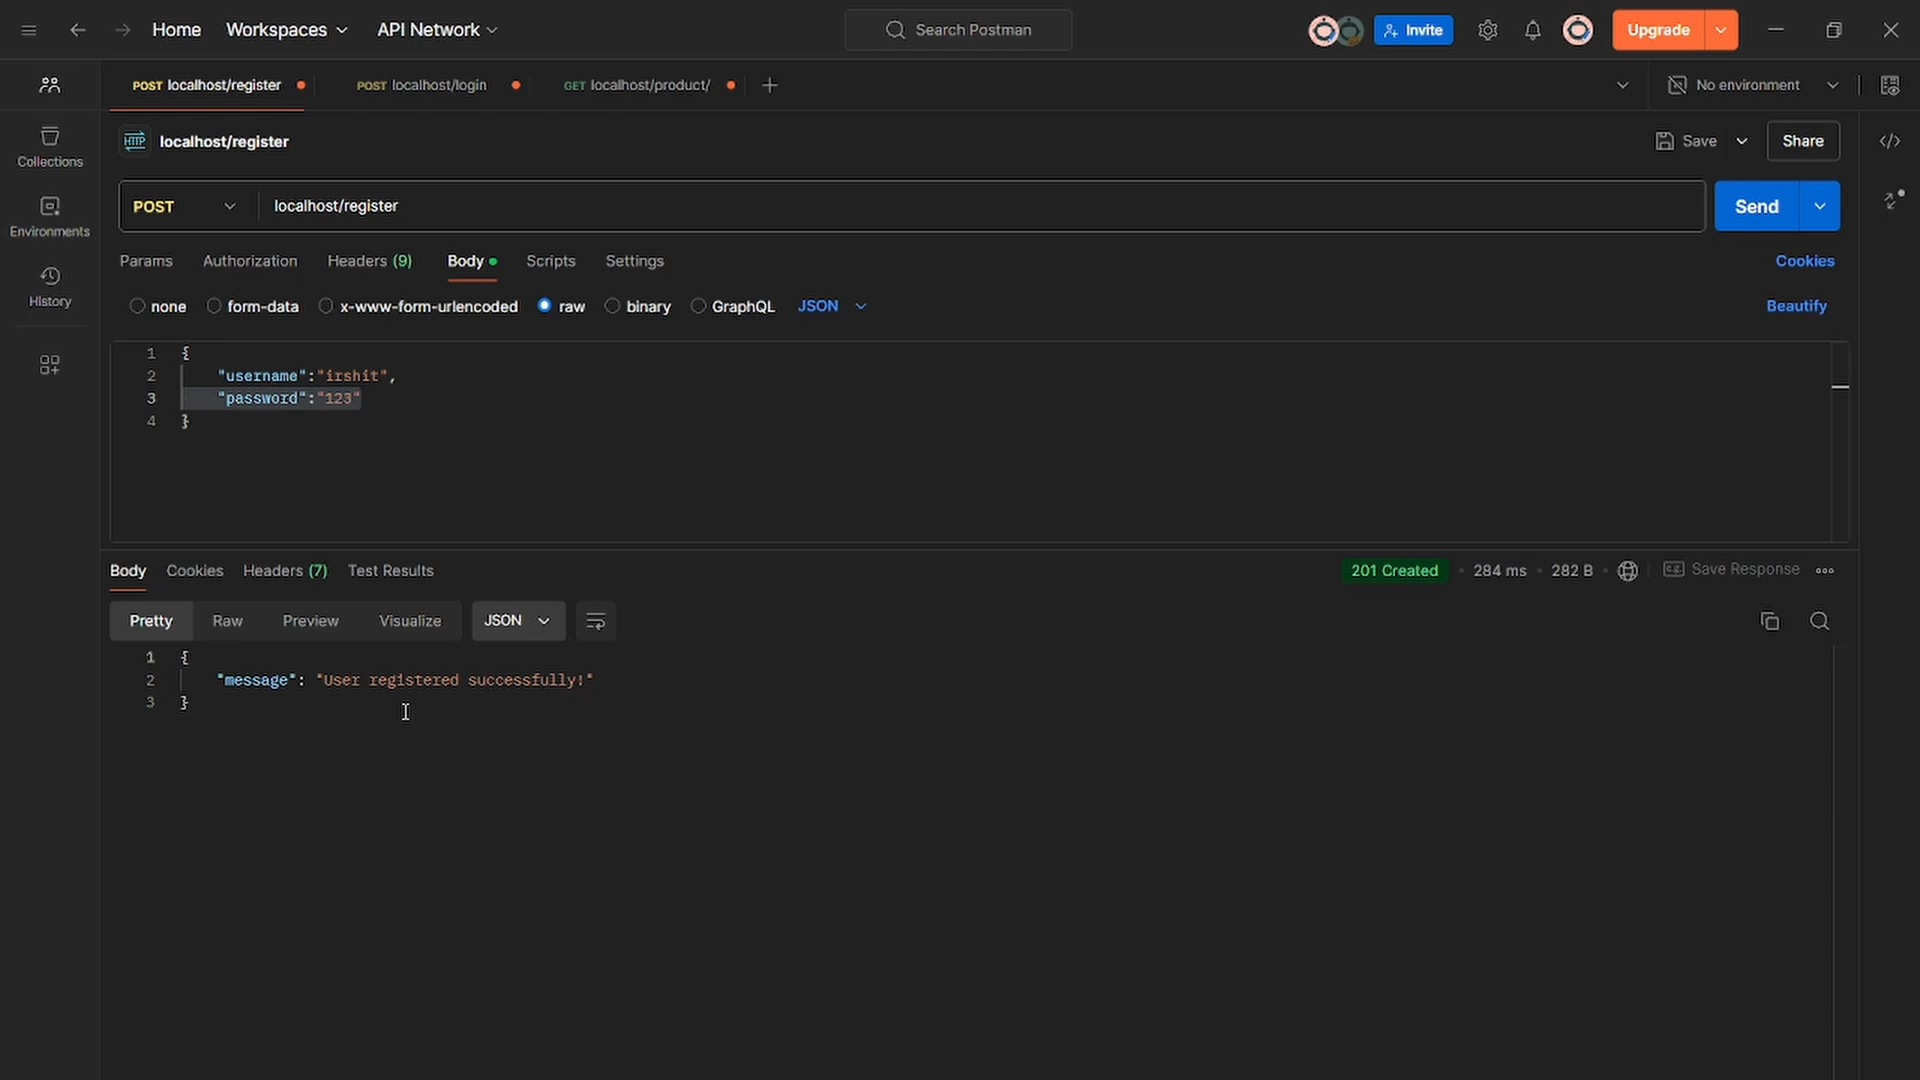 Home Workspaces API Network Search Postman Invite Upgrade
POST localhost/register POST localhost/login GET localhost/product/ No environment
HTTP localhost/register Save Share
POST localhost/register Send
Params Authorization Headers (9) Body Scripts Settings Cookies
none form-data x-www-form-urlencoded raw binary GraphQL JSON Beautify
Collections
Environments
History
1 {
2 "username":"irshit",
3 "password":"123"
4 }
Body Cookies Headers (7) Test Results 201 Created 284 ms 282 B Save Response
Pretty Raw Preview Visualize JSON
1 {
2 "message": "User registered successfully!"
3 }